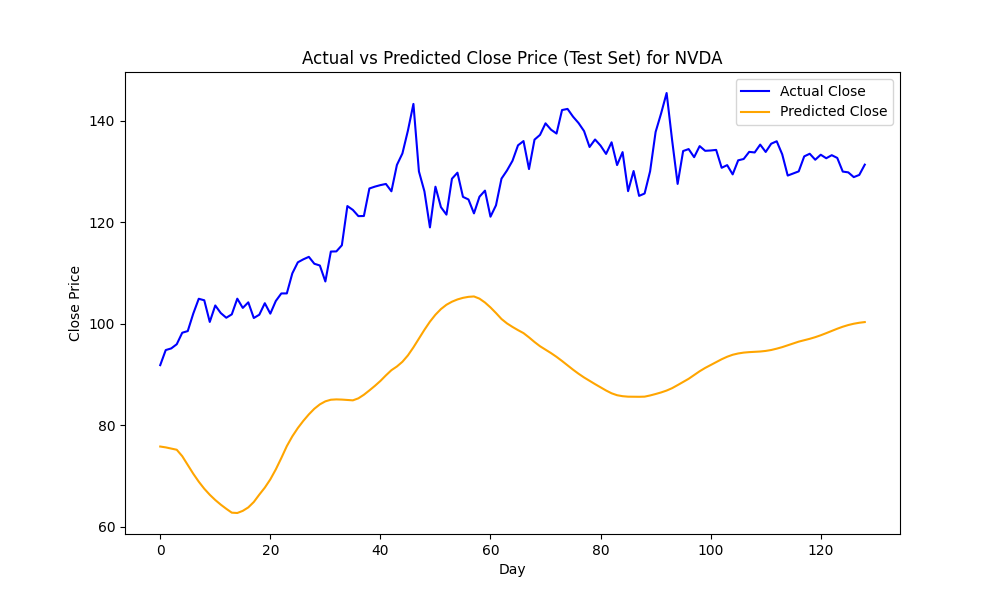 Actual vs Predicted Close Price (Test Set) for NVDA
Actual Close
Predicted Close
Close Price
140
120
100
80
60
0 20 40 60 80 100 120
Day